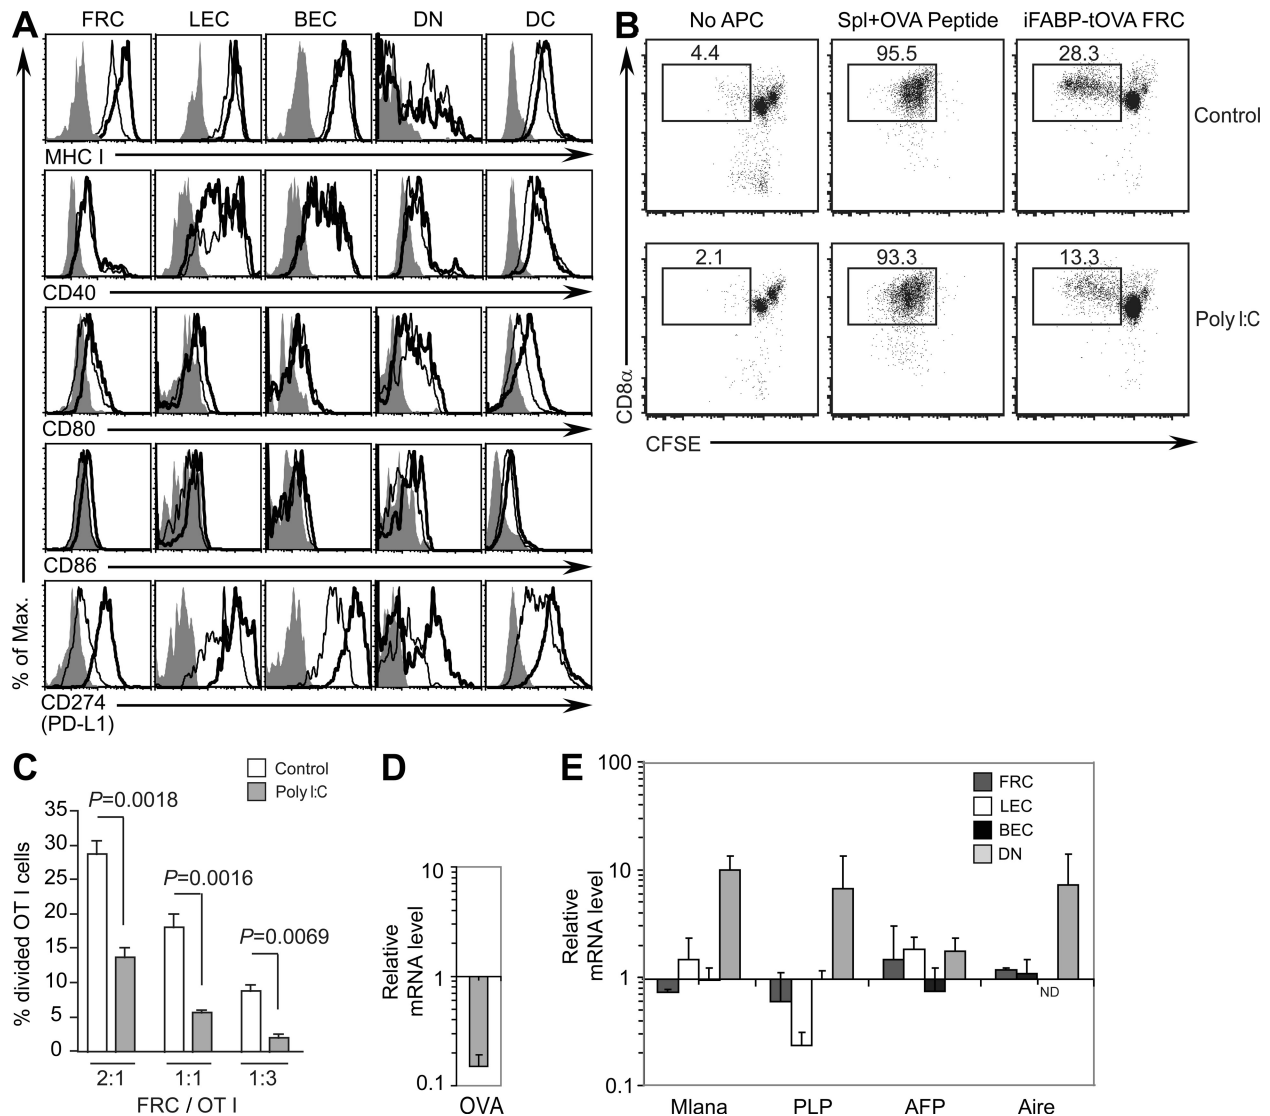 A
FRC LEC BEC DN DC
MHC I
CD40
CD80
CD86
CD274
(PD-L1)
% of Max.
B
No APC Spl+OVA Peptide iFABP-tOVA FRC
4.4 95.5 28.3
Control
2.1 93.3 13.3
Poly I:C
CD8α
CFSE
C
Control
Poly I:C
% divided OT I cells
35
30
25
20
15
10
5
0
P=0.0018
P=0.0016
P=0.0069
2:1 1:1 1:3
FRC / OT I
D
Relative
mRNA level
10
1
0.1
OVA
E
Relative
mRNA level
100
10
1
0.1
FRC
LEC
BEC
DN
ND
Mlana PLP AFP Aire